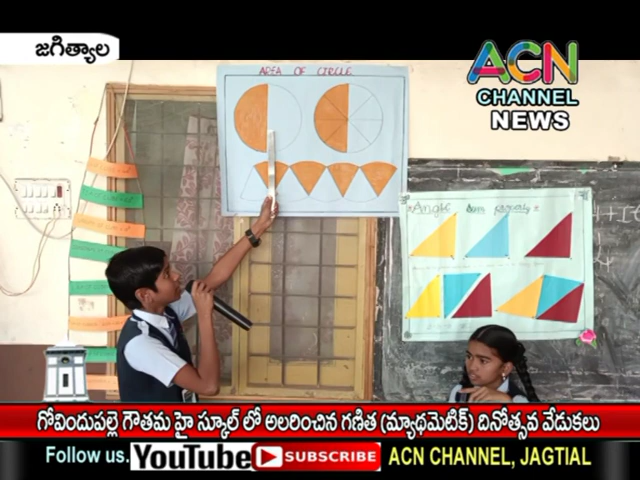 జగిత్యాల
ACN
CHANNEL
NEWS
AREA OF CIRCLE
Angle Sum
గోవిందుపల్లె గౌతమ హై స్కూల్ లో అలరించిన గణిత (మ్యాథమెటిక్) దినోత్సవ వేడుకలు
Follow us. YouTube SUBSCRIBE ACN CHANNEL, JAGTIAL